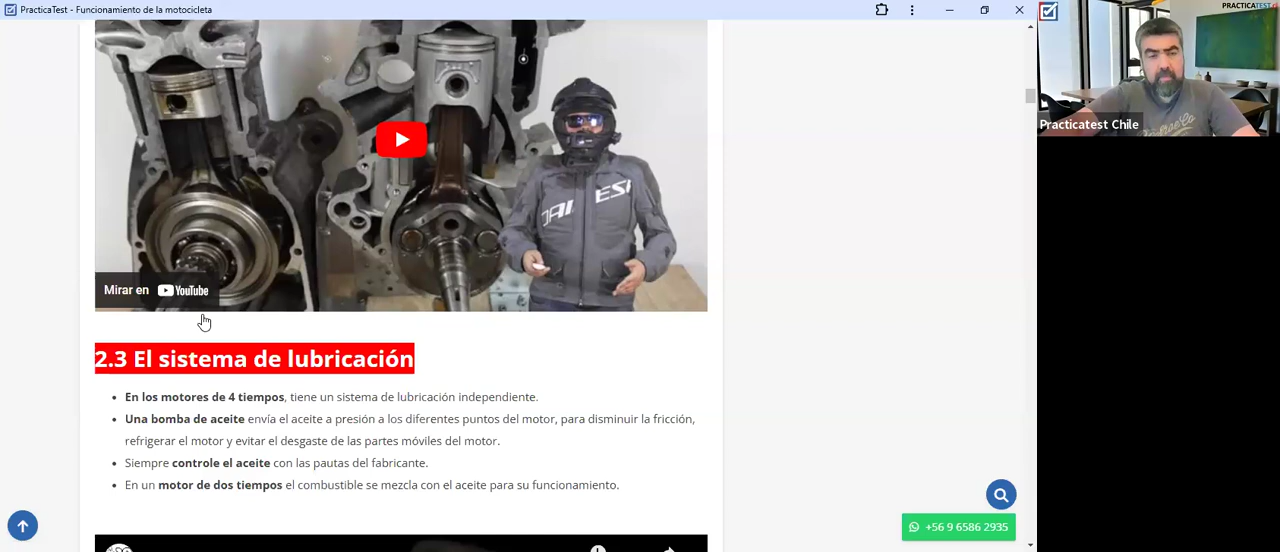 PracticaTest - Funcionamiento de la motocicleta
PRACTICATEST
Practicatest Chile
Mirar en YouTube
2.3 El sistema de lubricación
• En los motores de 4 tiempos, tiene un sistema de lubricación independiente.
• Una bomba de aceite envía el aceite a presión a los diferentes puntos del motor, para disminuir la fricción,
refrigerar el motor y evitar el desgaste de las partes móviles del motor.
• Siempre controle el aceite con las pautas del fabricante.
• En un motor de dos tiempos el combustible se mezcla con el aceite para su funcionamiento.
+56 9 6586 2935